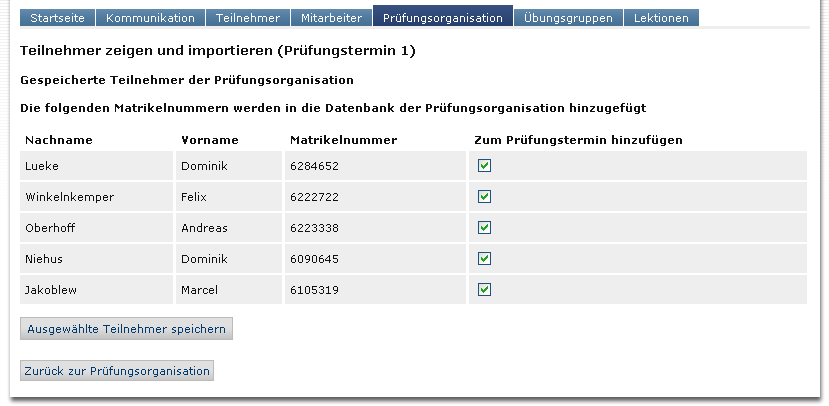 Startseite Kommunikation Teilnehmer Mitarbeiter Prüfungsorganisation Übungsgruppen Lektionen
Teilnehmer zeigen und importieren (Prüfungstermin 1)
Gespeicherte Teilnehmer der Prüfungsorganisation
Die folgenden Matrikelnummern werden in die Datenbank der Prüfungsorganisation hinzugefügt
Nachname Vorname Matrikelnummer Zum Prüfungstermin hinzufügen
Lueke Dominik 6284652
Winkelnkemper Felix 6222722
Oberhoff Andreas 6223338
Niehus Dominik 6090645
Jakoblew Marcel 6105319
Ausgewählte Teilnehmer speichern
Zurück zur Prüfungsorganisation